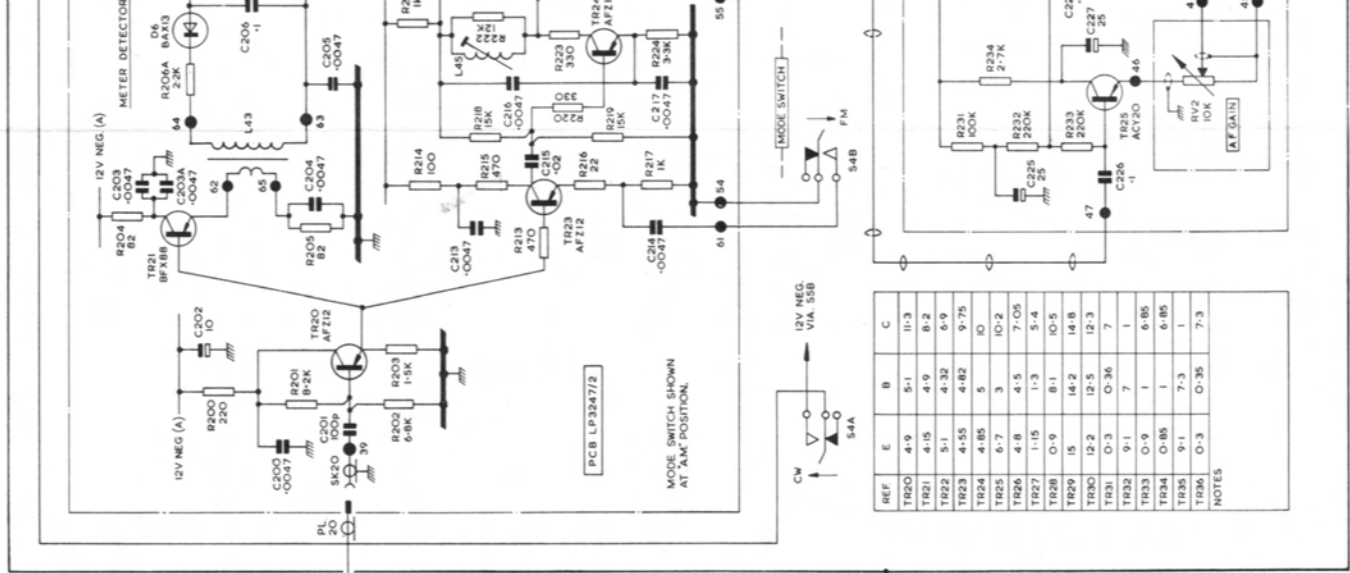 METER DETECTOR
D6
BAX13
C206
·1
R206A
2·2K
C205
·0047
64
L43
63
12V NEG. (A)
C203
·0047
C203A
·0047
R204
82
TR21
BFX88
62
65
C204
·0047
R205
82
1K
R222
12K
L45
TR24
R223
330
R224
3·3K
C216
·0047
R220
330
C217
·0047
55
R218
15K
R219
15K
R214
100
R215
470
C215
·02
R216
22
R217
1K
C213
·0047
R213
470
TR23
AFZ12
C214
·0047
54
61
MODE SWITCH
FM
S4B
12V NEG (A)
C202
10
R200
220
TR20
AFZ12
R201
8·2K
R203
1·5K
C200
·0047
C201
100P
R202
6·8K
SK20
39
PL
20
PCB LP3247/2
MODE SWITCH SHOWN
AT 'A.M' POSITION.
12V NEG.
VIA. S5B
CW
S4A
C227
25
R234
2·7K
46
R231
100K
R232
220K
R233
220K
TR25
ACY20
RV2
10K
AF GAIN
C225
25
C226
·1
47
REF. E B C
TR20 4·9 5·1 11·3
TR21 4·15 4·9 8·2
TR22 5·1 4·32 6·9
TR23 4·55 4·82 9·75
TR24 4·85 5 10
TR25 6·7 3 10·2
TR26 4·8 4·5 7·05
TR27 1·15 1·3 5·4
TR28 0·9 8·1 10·5
TR29 15 14·2 14·8
TR30 12·2 12·5 12·3
TR31 0·3 0·36 7
TR32 9·1 7 1
TR33 0·9 1 6·85
TR34 0·85 1 6·85
TR35 9·1 7·3 1
TR36 0·3 0·35 7·3
NOTES